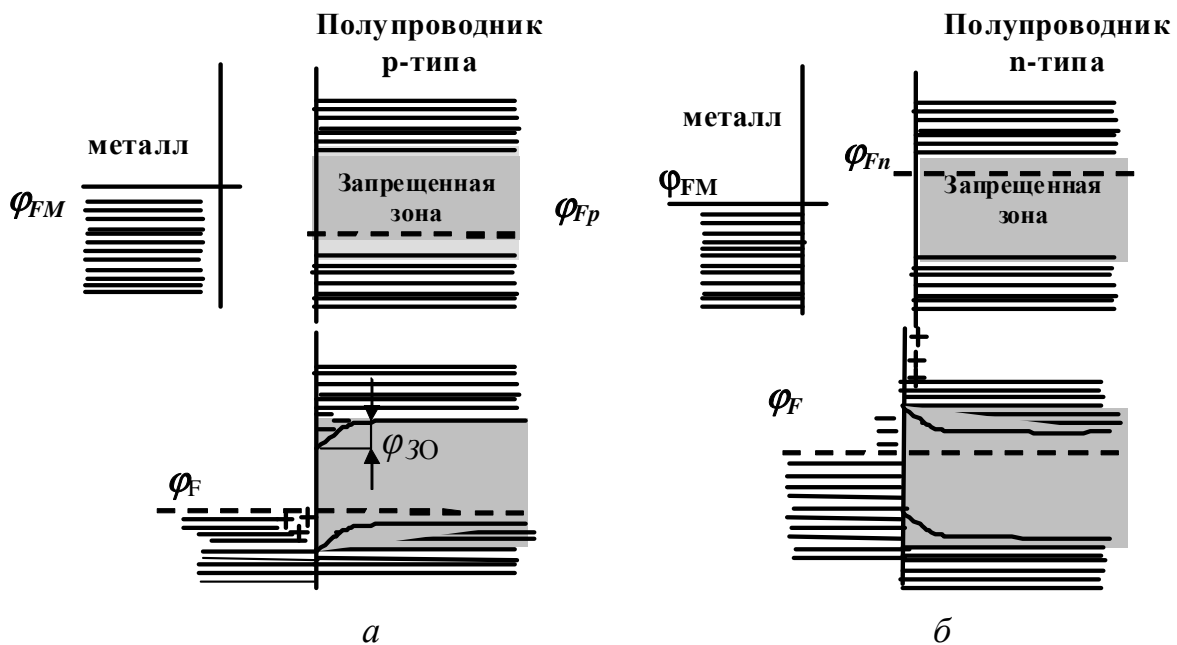 Полупроводник
p-типа
металл
φFM
Запрещенная
зона
φFp
φЗО
φF
а
Полупроводник
n-типа
металл
φFn
φFM
Запрещенная
зона
φF
б